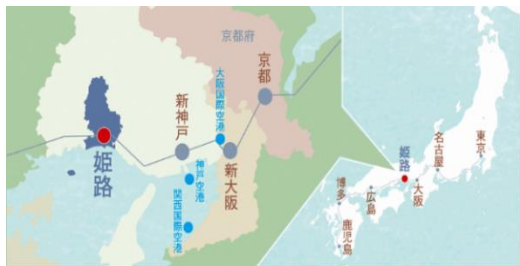 京都府
京都
大阪国際空港
新神戸
姫路
新大阪
神戸空港
関西国際空港
東京
名古屋
姫路
大阪
広島
博多
鹿児島